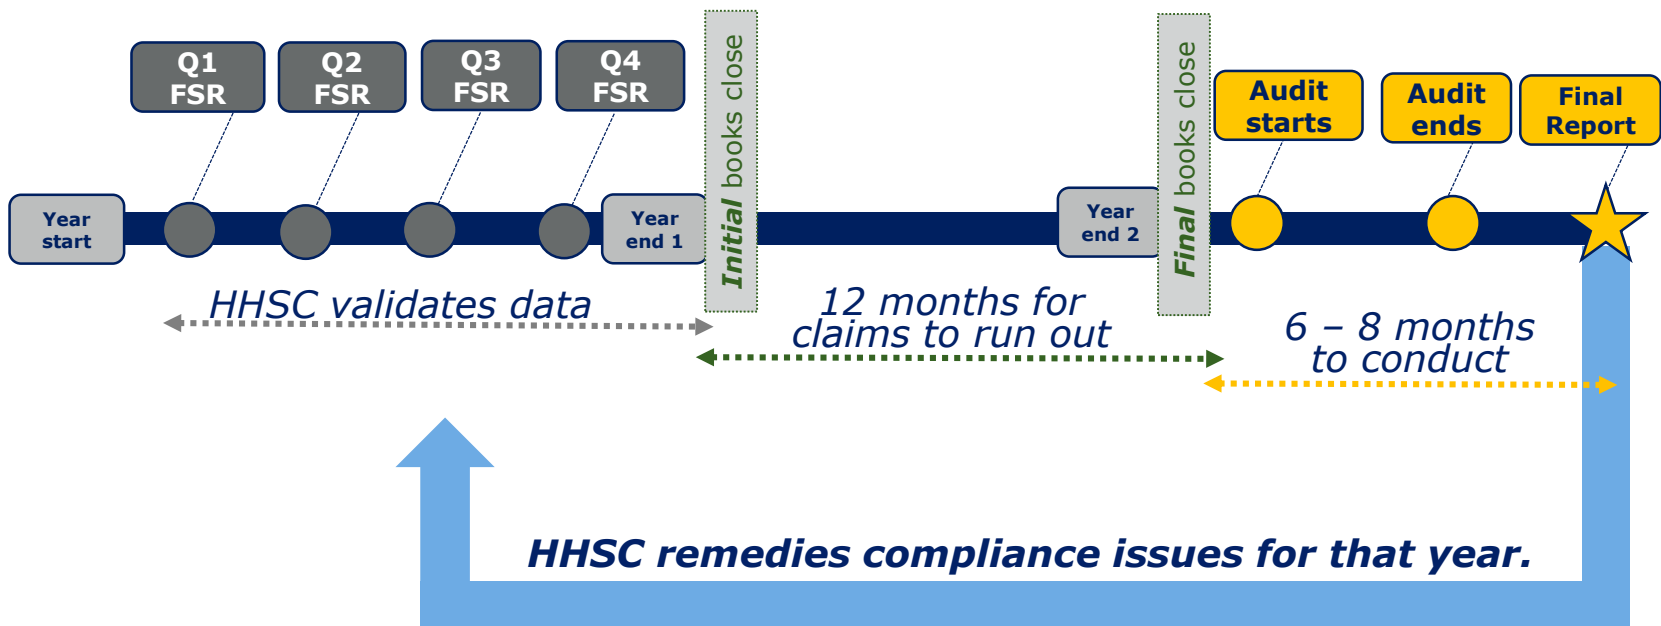 Q1
FSR
Q2
FSR
Q3
FSR
Q4
FSR
Initial books close
Final books close
Audit
starts
Audit
ends
Final
Report
Year
start
Year
end 1
Year
end 2
HHSC validates data
12 months for
claims to run out
6 – 8 months
to conduct
HHSC remedies compliance issues for that year.